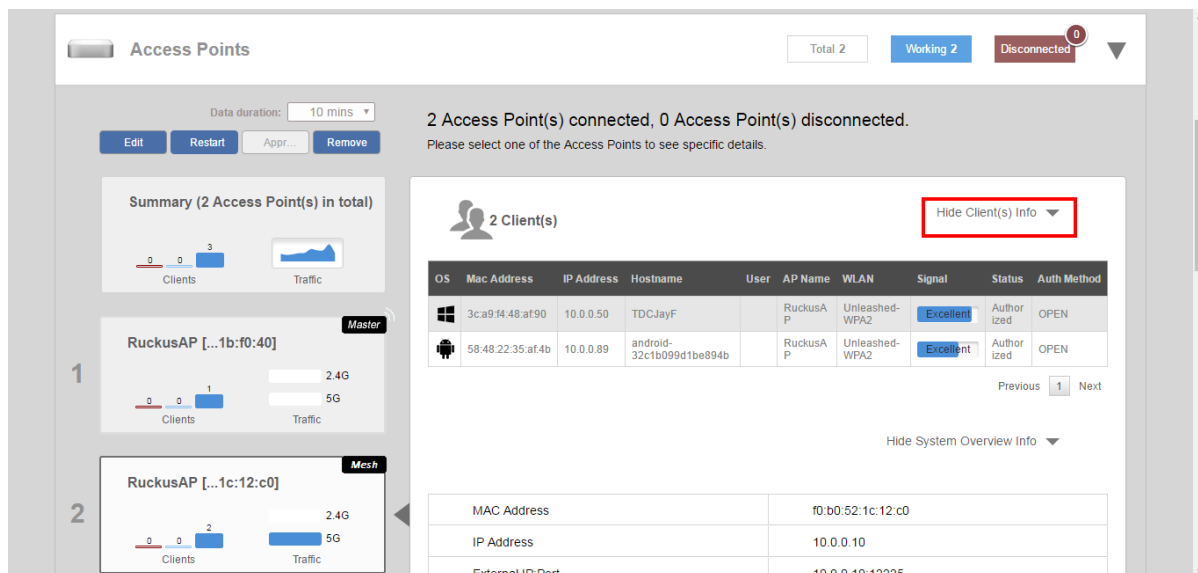 Access Points
Total 2
Working 2
Disconnected
0
Data duration: 10 mins
Edit Restart Appr... Remove
2 Access Point(s) connected, 0 Access Point(s) disconnected.
Please select one of the Access Points to see specific details.
Summary (2 Access Point(s) in total)
0 0 3
Clients Traffic
2 Client(s)
Hide Client(s) Info
OS Mac Address IP Address Hostname User AP Name WLAN Signal Status Auth Method
3c:a9:f4:48:af:90 10.0.0.50 TDCJayF RuckusA
P Unleashed-
WPA2 Excellent Author
ized OPEN
58:48:22:35:af:4b 10.0.0.89 android-
32c1b099d1be894b RuckusA
P Unleashed-
WPA2 Excellent Author
ized OPEN
Previous 1 Next
1
Master
RuckusAP [...1b:f0:40]
2.4G
5G
0 0 1
Clients Traffic
Hide System Overview Info
2
Mesh
RuckusAP [...1c:12:c0]
2.4G
5G
0 0 2
Clients Traffic
MAC Address f0:b0:52:1c:12:c0
IP Address 10.0.0.10
External IP:Port